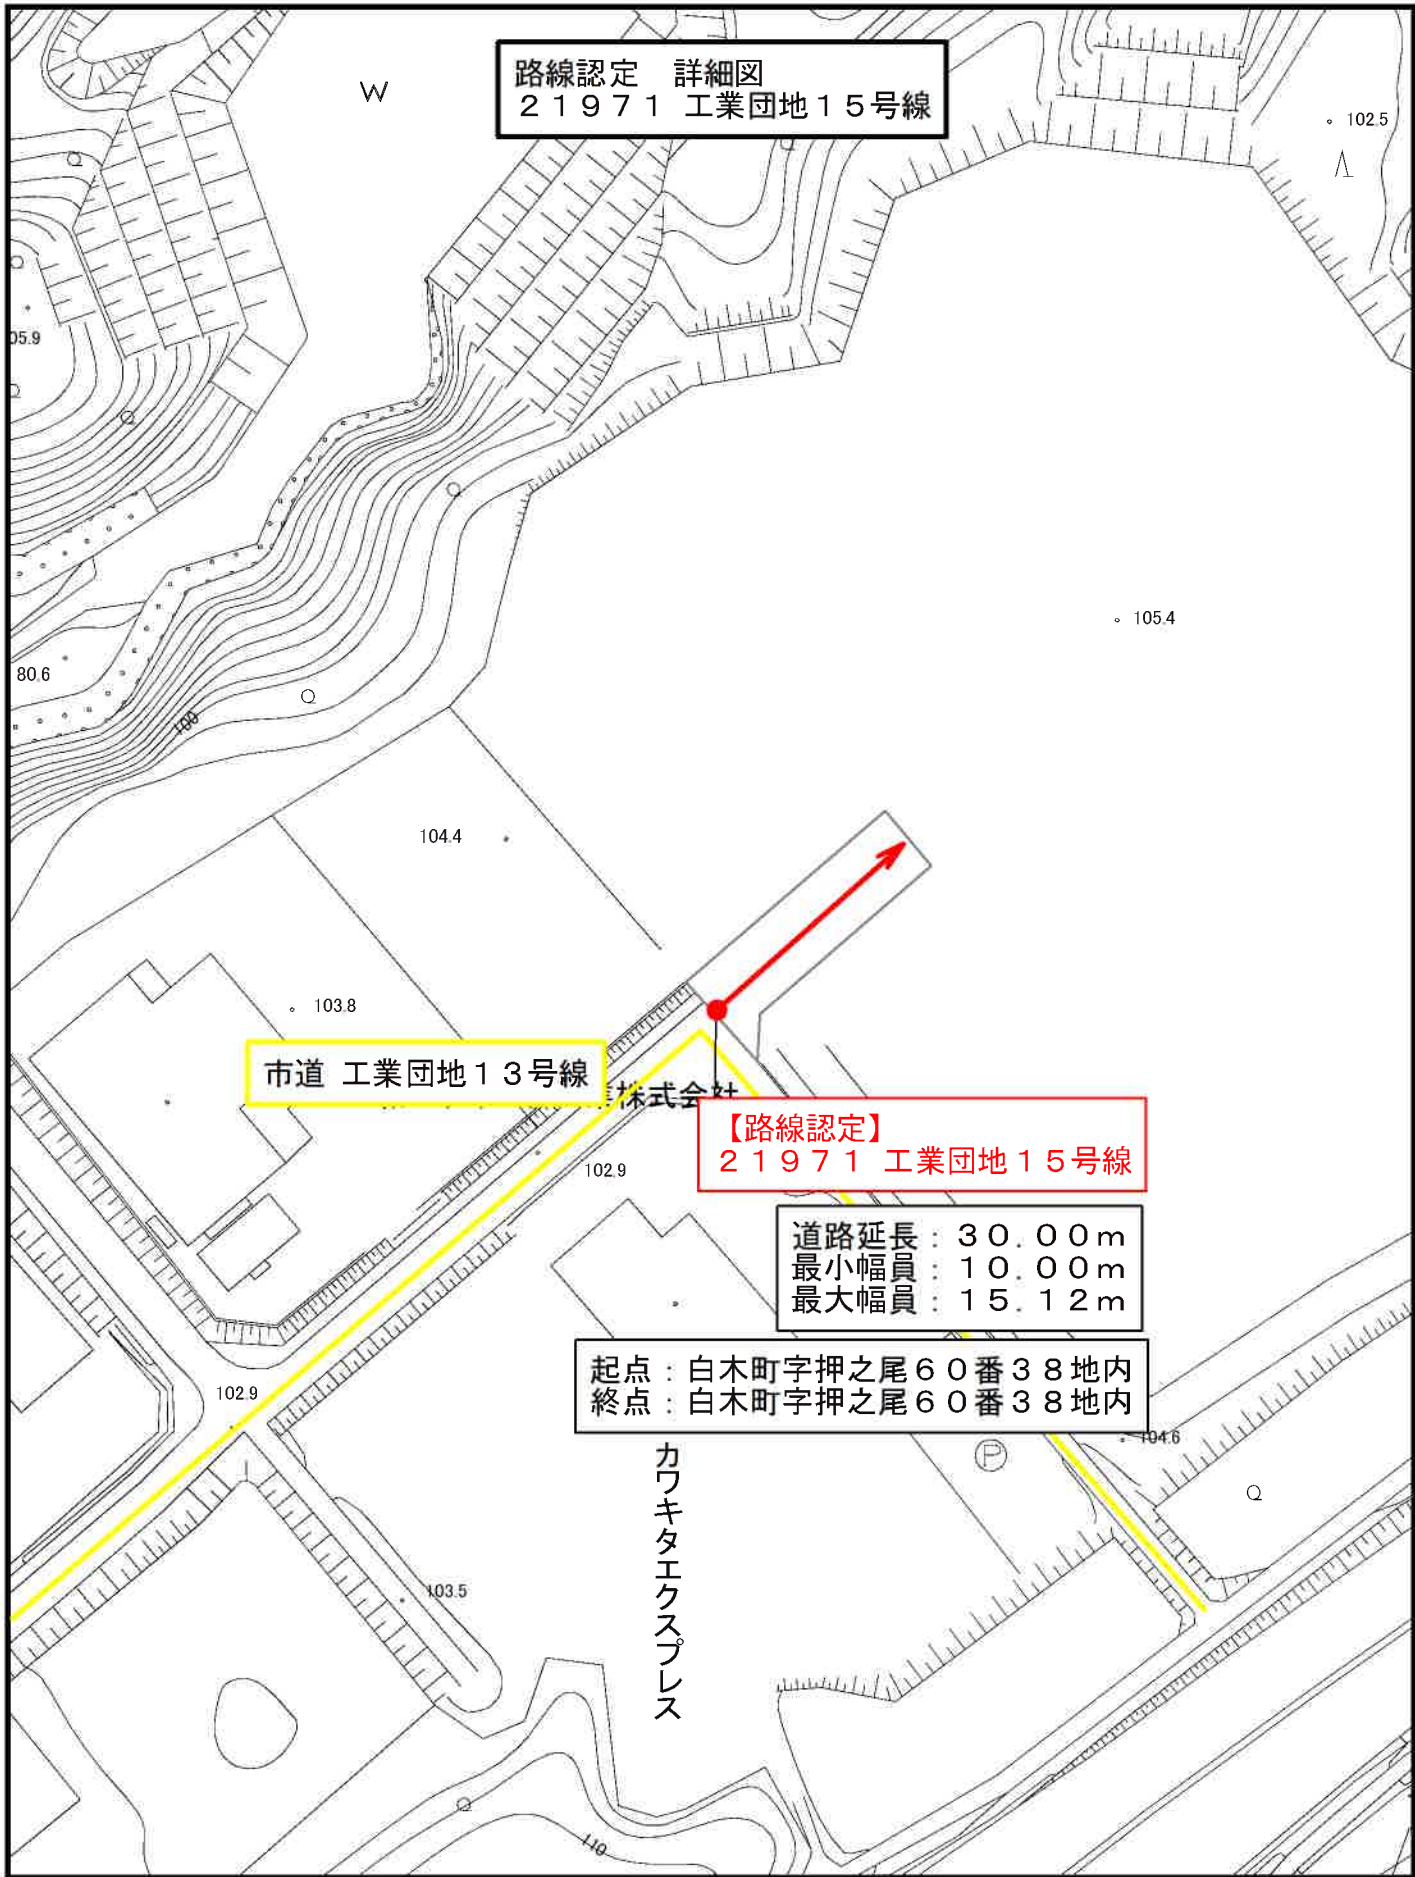 路線認定　詳細図
２１９７１ 工業団地１５号線
102.5
05.9
105.4
80.6
100
104.4
103.8
市道 工業団地１３号線
株式会社
【路線認定】
２１９７１ 工業団地１５号線
102.9
道路延長：３０.００ｍ
最小幅員：１０.００ｍ
最大幅員：１５.１２ｍ
起点：白木町字押之尾６０番３８地内
終点：白木町字押之尾６０番３８地内
102.9
104.6
P
カワキタエクスプレス
103.5
110